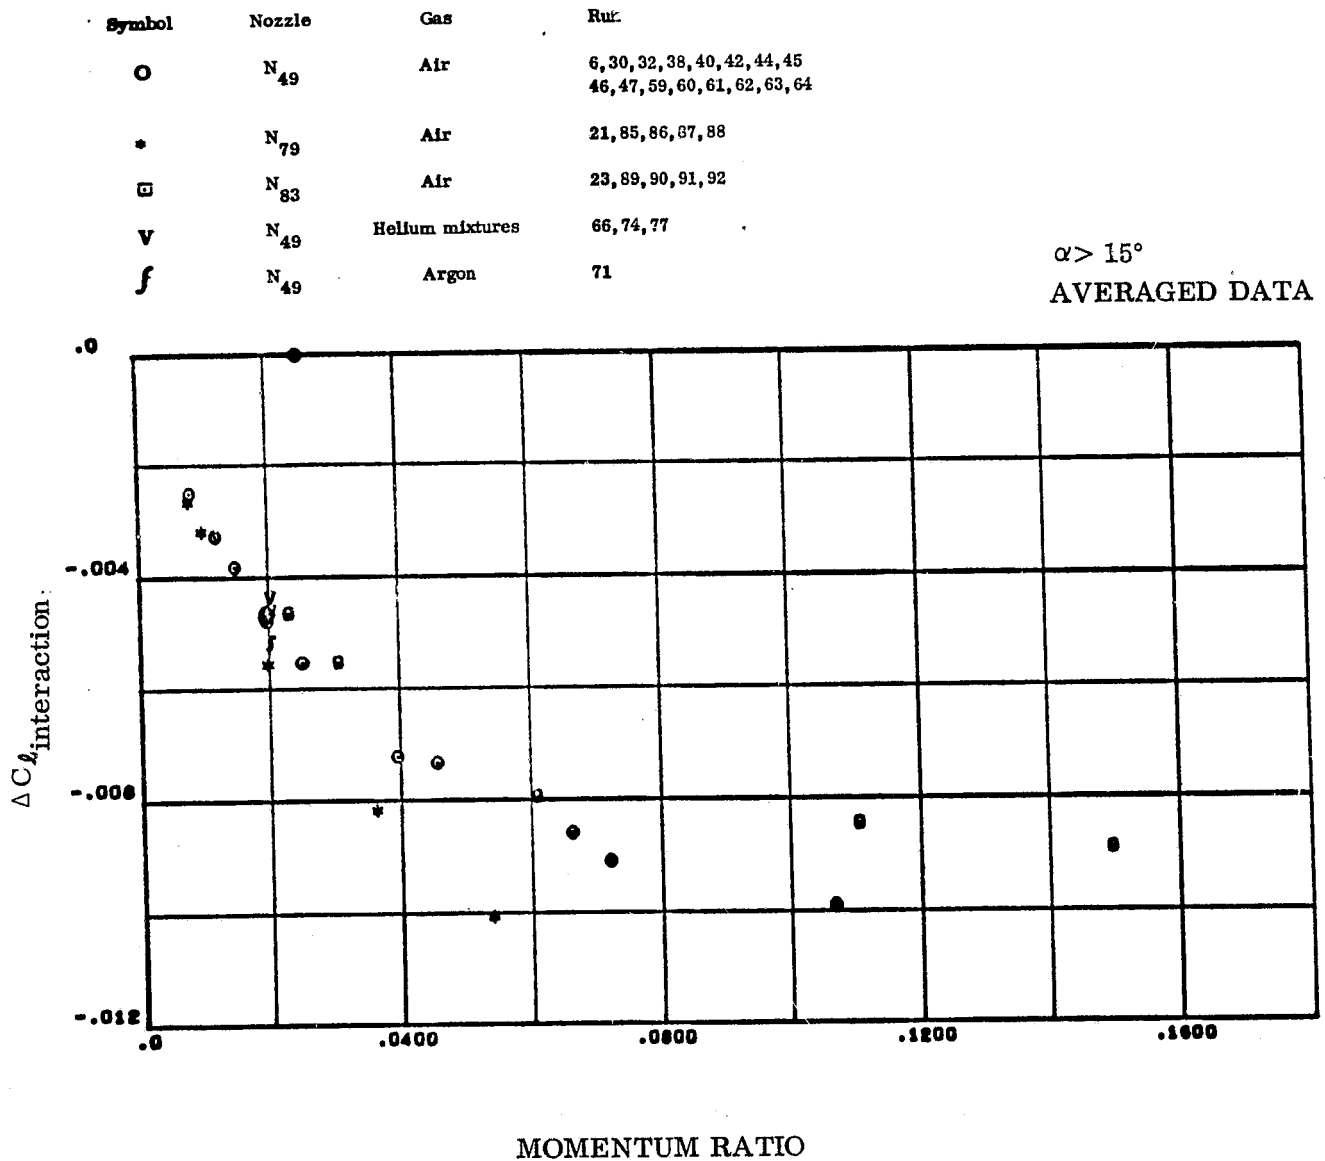 Symbol Nozzle Gas Run
O N49 Air 6,30,32,38,40,42,44,45
46,47,59,60,61,62,63,64
* N79 Air 21,85,86,87,88
⊡ N83 Air 23,89,90,91,92
V N49 Helium mixtures 66,74,77
ƒ N49 Argon 71
α> 15°
AVERAGED DATA
.0
-.004
-.008
-.012
ΔCℓinteraction
.0 .0400 .0800 .1200 .1600
MOMENTUM RATIO